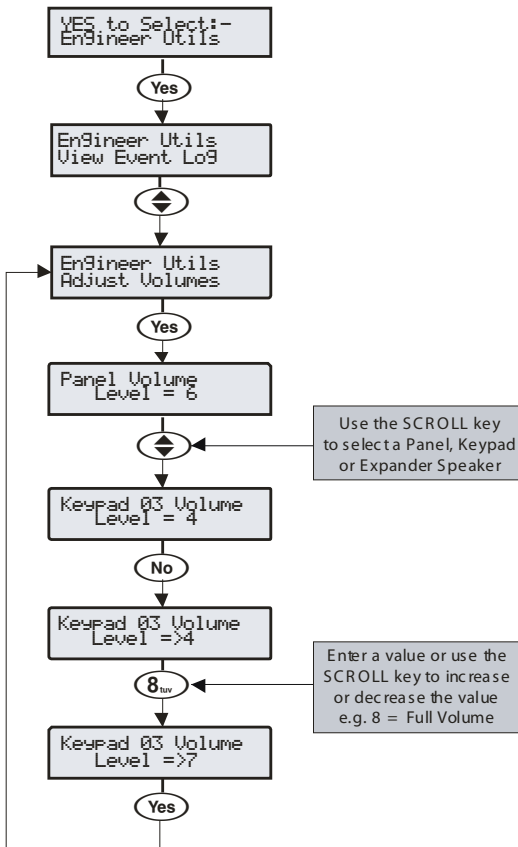 YES to Select:-
Engineer Utils
Yes
Engineer Utils
View Event Log
Engineer Utils
Adjust Volumes
Yes
Panel Volume
Level = 6
Use the SCROLL key
to select a Panel, Keypad
or Expander Speaker
Keypad 03 Volume
Level = 4
No
Keypad 03 Volume
Level =>4
8tuv
Enter a value or use the
SCROLL key to increase
or decrease the value
e.g. 8 = Full Volume
Keypad 03 Volume
Level =>7
Yes